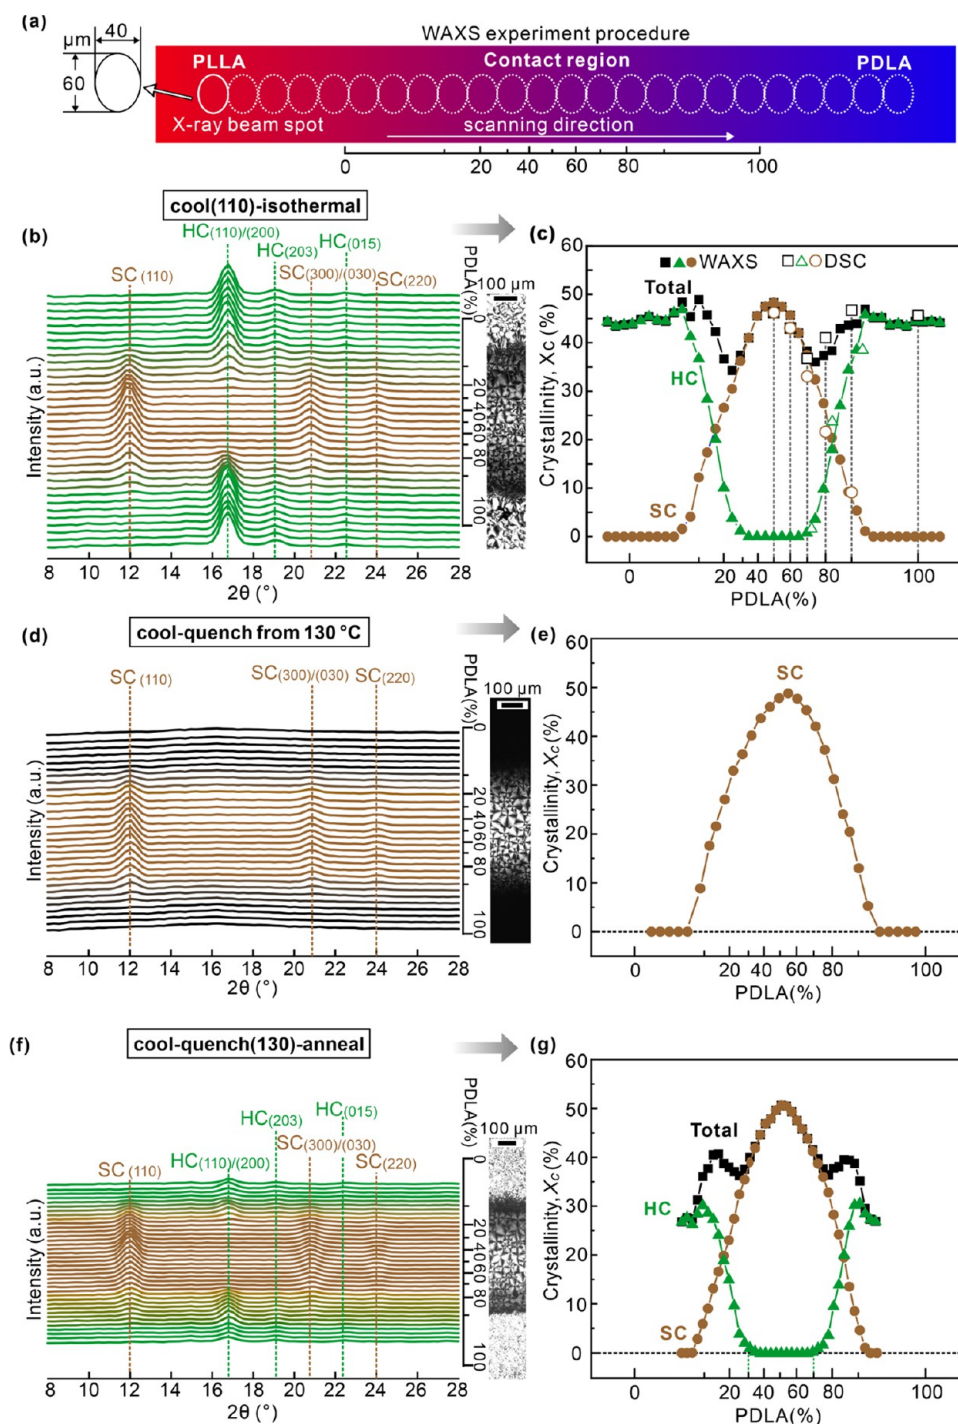 (a)
40
μm
60
WAXS experiment procedure
PLLA
Contact region
PDLA
X-ray beam spot
scanning direction
0 20 40 60 80 100
cool(110)-isothermal
(b)
HC(110)/(200)
HC(203)
HC(015)
SC(110)
SC(300)/(030)
SC(220)
PDLA(%)
100 μm
Intensity (a.u.)
0
20
40
60
80
100
8 10 12 14 16 18 20 22 24 26 28
2θ (°)
(c)
WAXS
DSC
Total
HC
SC
Crystallinity, Xc (%)
60
50
40
30
20
10
0
0 20 40 60 80 100
PDLA(%)
(d)
cool-quench from 130 °C
SC(110)
SC(300)/(030)
SC(220)
PDLA(%)
100 μm
Intensity (a.u.)
0
20
40
60
80
100
8 10 12 14 16 18 20 22 24 26 28
2θ (°)
(e)
SC
Crystallinity, Xc (%)
60
50
40
30
20
10
0
0 20 40 60 80 100
PDLA(%)
(f)
cool-quench(130)-anneal
HC(015)
HC(203)
SC(110)
HC(110)/(200)
SC(300)/(030)
SC(220)
PDLA(%)
100 μm
Intensity (a.u.)
0
20
40
60
80
100
8 10 12 14 16 18 20 22 24 26 28
2θ (°)
(g)
Total
HC
SC
Crystallinity, Xc (%)
60
50
40
30
20
10
0
0 20 40 60 80 100
PDLA(%)